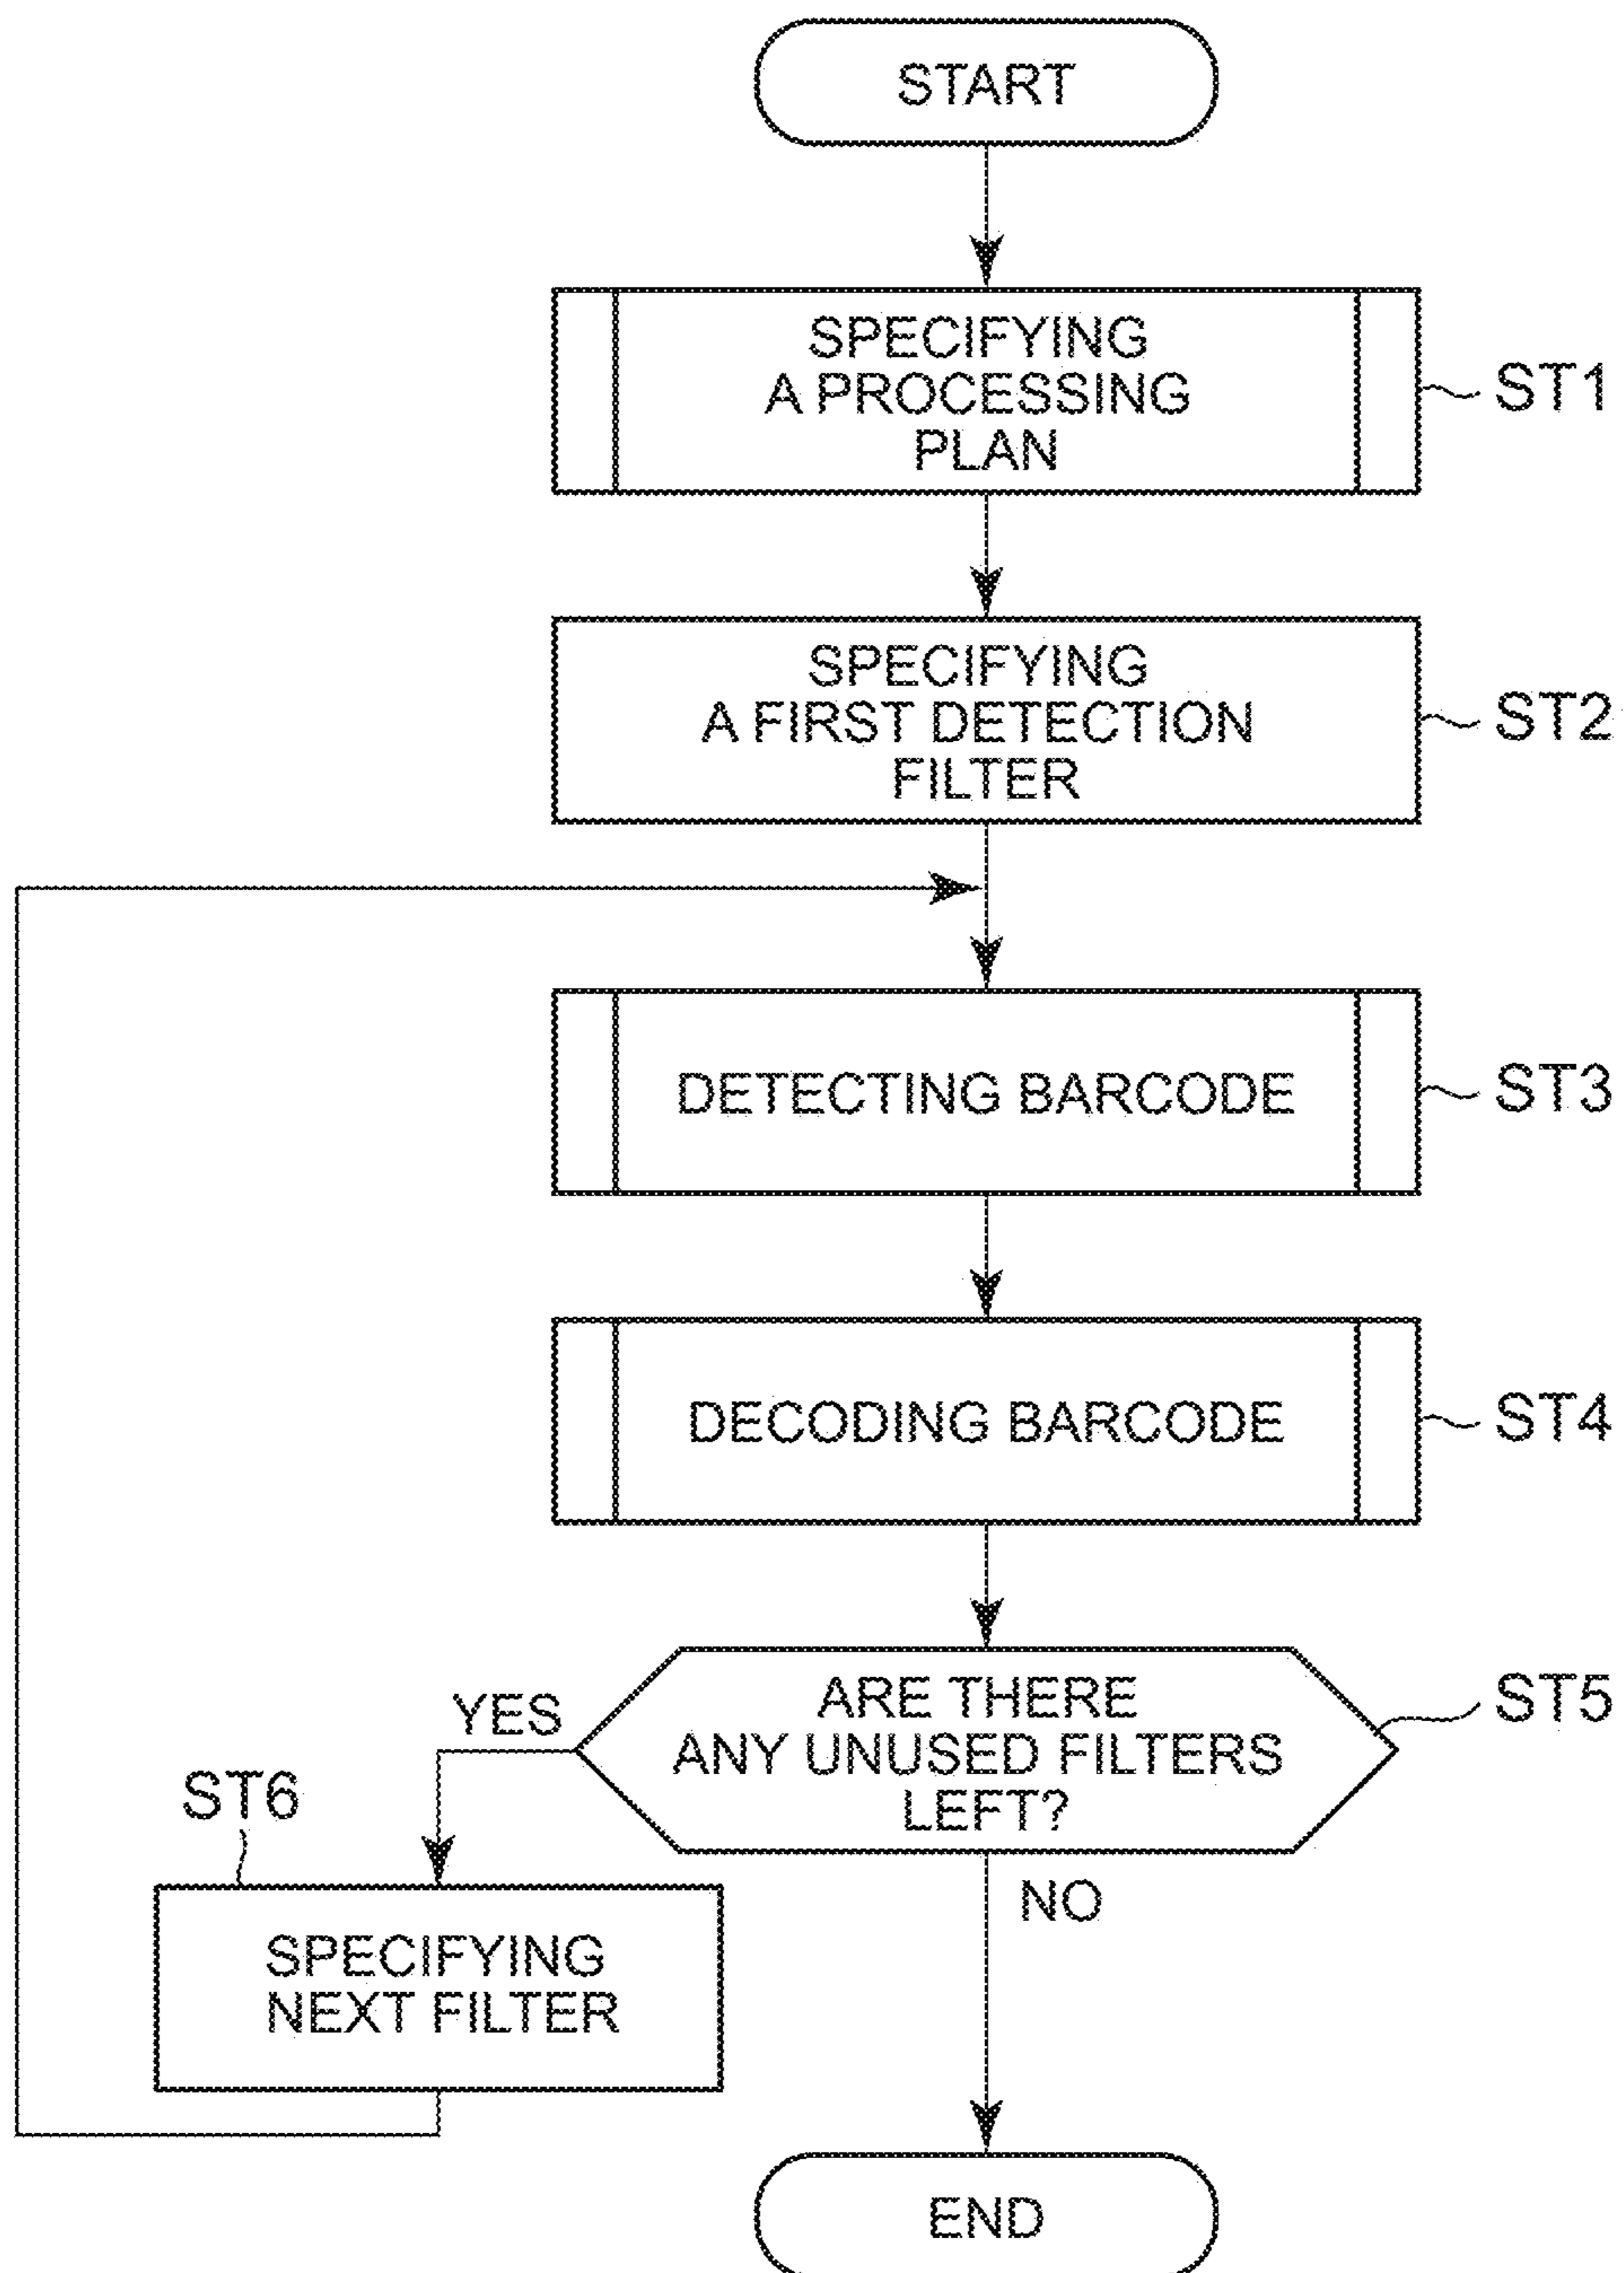 START
SPECIFYING
A PROCESSING
PLAN
ST1
SPECIFYING
A FIRST DETECTION
FILTER
ST2
DETECTING BARCODE
ST3
DECODING BARCODE
ST4
ARE THERE
ANY UNUSED FILTERS
LEFT?
ST5
YES
NO
ST6
SPECIFYING
NEXT FILTER
END